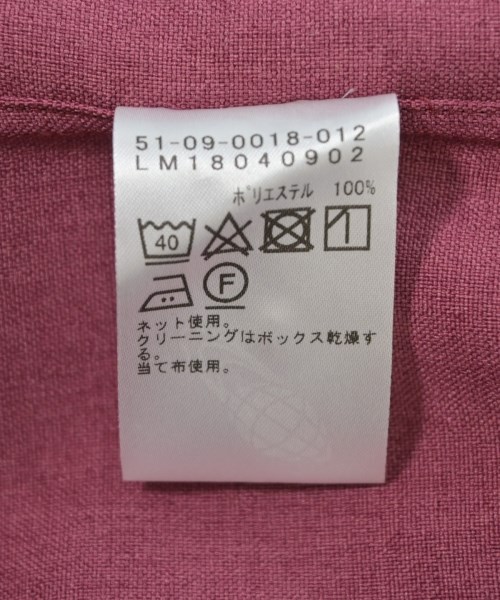 51-09-0018-012
LM18040902
ポリエステル 100%
40
F
ネット使用。
クリーニングはボックス乾燥す
る。
当て布使用。